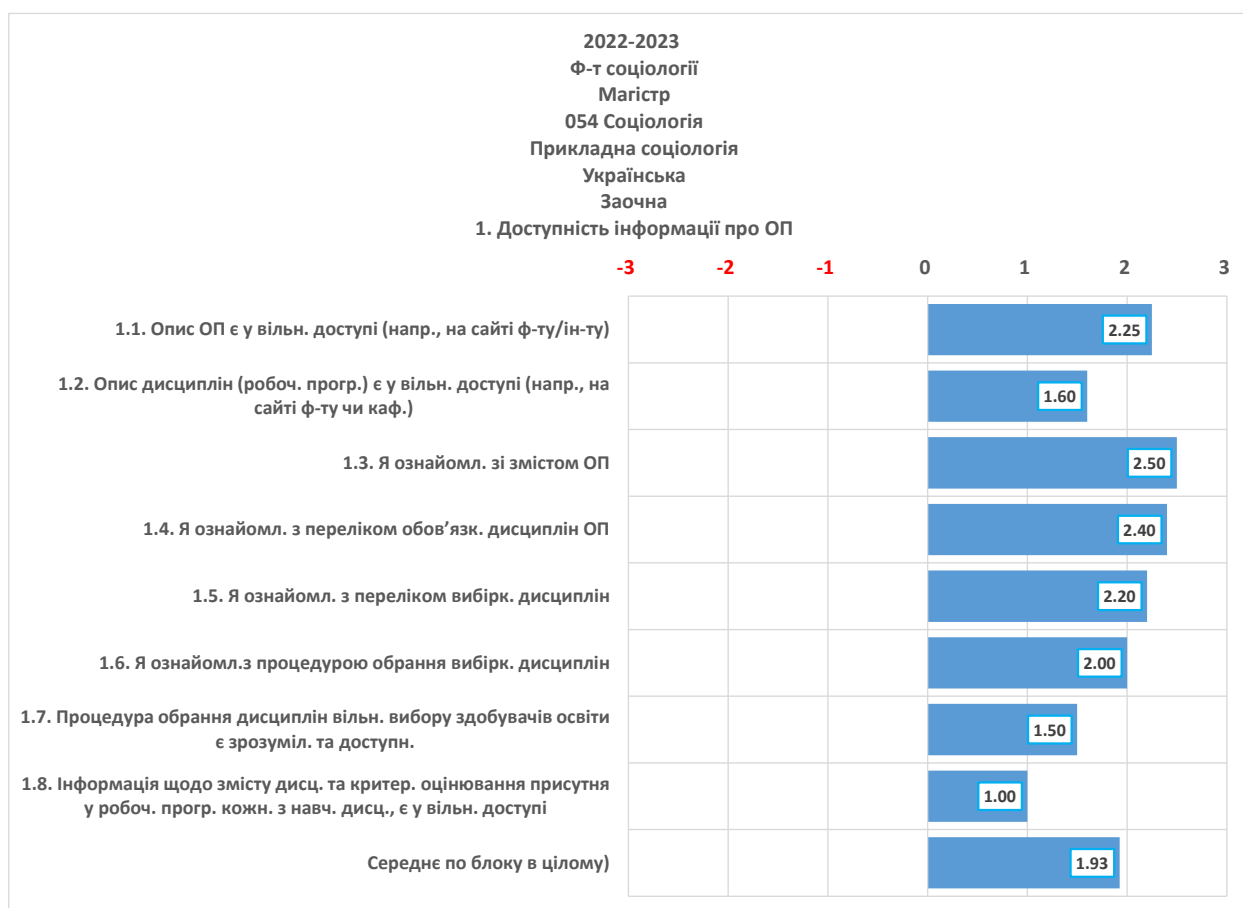 2022-2023
Ф-т соціології
Магістр
054 Соціологія
Прикладна соціологія
Українська
Заочна
1. Доступність інформації про ОП
-3 -2 -1 0 1 2 3
1.1. Опис ОП є у вільн. доступі (напр., на сайті ф-ту/ін-ту)
2.25
1.2. Опис дисциплін (робоч. прогр.) є у вільн. доступі (напр., на
сайті ф-ту чи каф.)
1.60
1.3. Я ознайомл. зі змістом ОП
2.50
1.4. Я ознайомл. з переліком обов’язк. дисциплін ОП
2.40
1.5. Я ознайомл. з переліком вибірк. дисциплін
2.20
1.6. Я ознайомл.з процедурою обрання вибірк. дисциплін
2.00
1.7. Процедура обрання дисциплін вільн. вибору здобувачів освіти
є зрозуміл. та доступн.
1.50
1.8. Інформація щодо змісту дисц. та критер. оцінювання присутня
у робоч. прогр. кожн. з навч. дисц., є у вільн. доступі
1.00
Середнє по блоку в цілому)
1.93